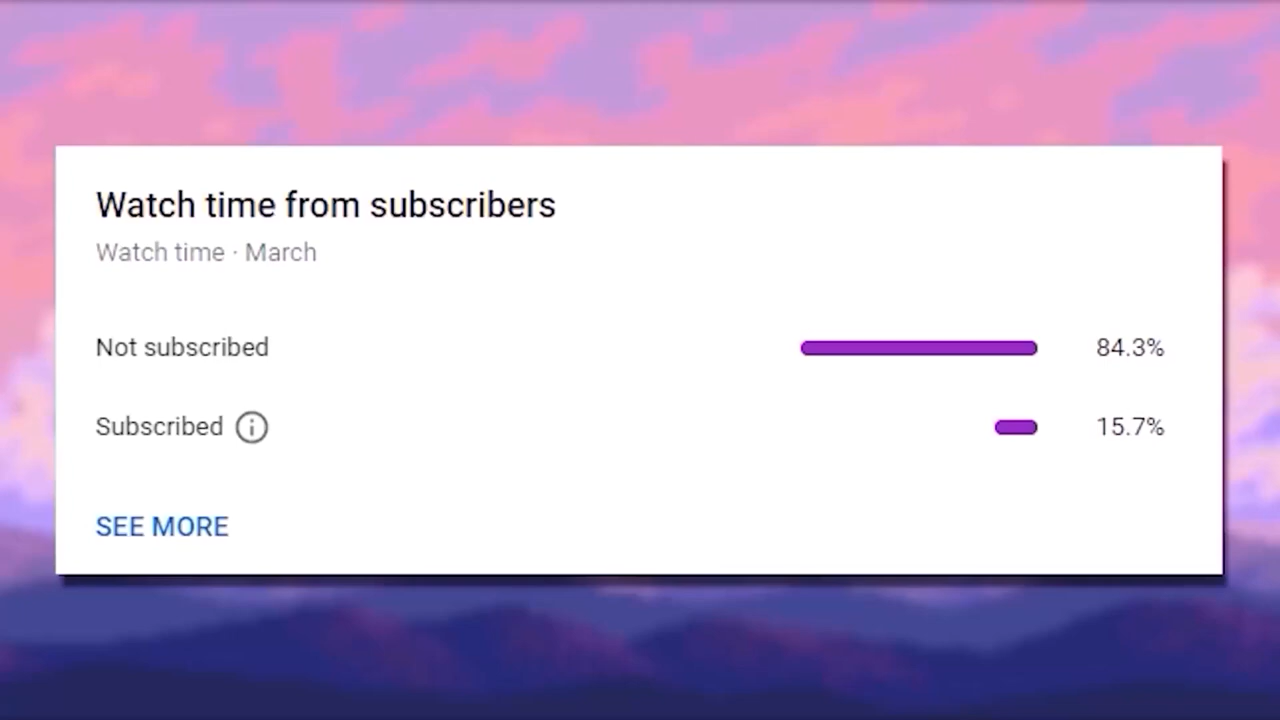 Watch time from subscribers
Watch time · March
Not subscribed 84.3%
Subscribed 15.7%
SEE MORE